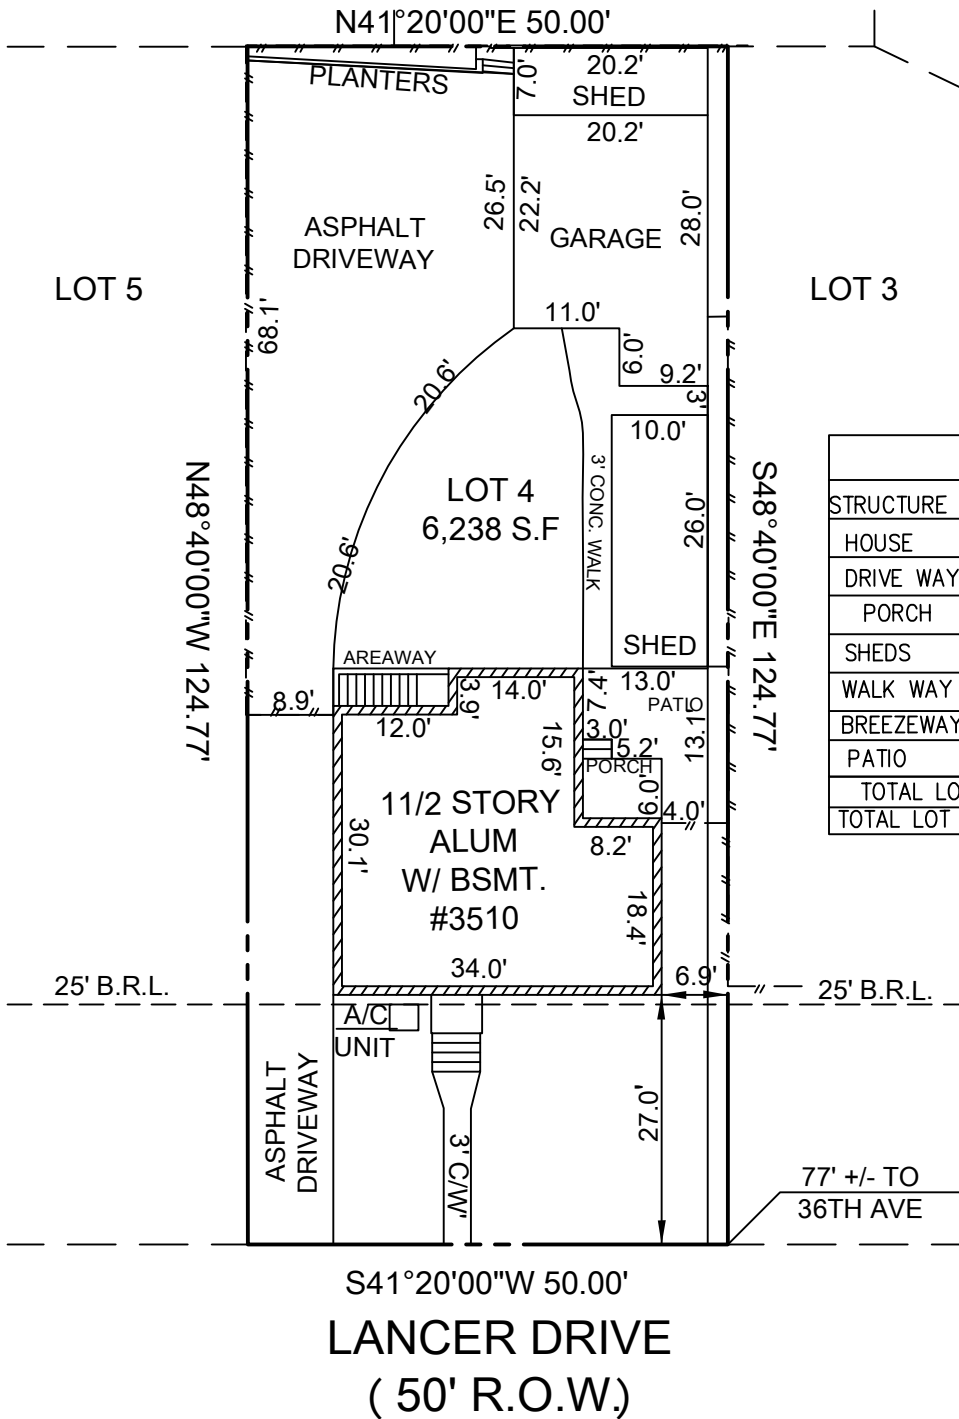 N41°20'00"E 50.00'
PLANTERS
7.0'
20.2'
SHED
20.2'
26.5'
22.2'
28.0'
ASPHALT
DRIVEWAY
GARAGE
LOT 5
LOT 3
68.1'
11.0'
6.0'
9.2'
3'
20.6'
10.0'
N48°40'00"W 124.77'
LOT 4
6,238 S.F
3' CONC. WALK
26.0'
S48°40'00"E 124.77'
20.6'
STRUCTURE
HOUSE
DRIVE WAY
PORCH
SHEDS
WALK WAY
BREEZEWAY
PATIO
TOTAL LO
TOTAL LOT
SHED
AREAWAY
8.9'
12.0'
3.9'
14.0'
7.4'
13.0'
PATIO
13.1'
15.6'
3.0'
5.2'
PORCH
6.0'
4.0'
8.2'
11/2 STORY
ALUM
W/ BSMT.
#3510
30.1'
18.4'
34.0'
6.9'
25' B.R.L.
25' B.R.L.
A/C
UNIT
ASPHALT
DRIVEWAY
3' C/W'
27.0'
77' +/- TO
36TH AVE
S41°20'00"W 50.00'
LANCER DRIVE
( 50' R.O.W.)